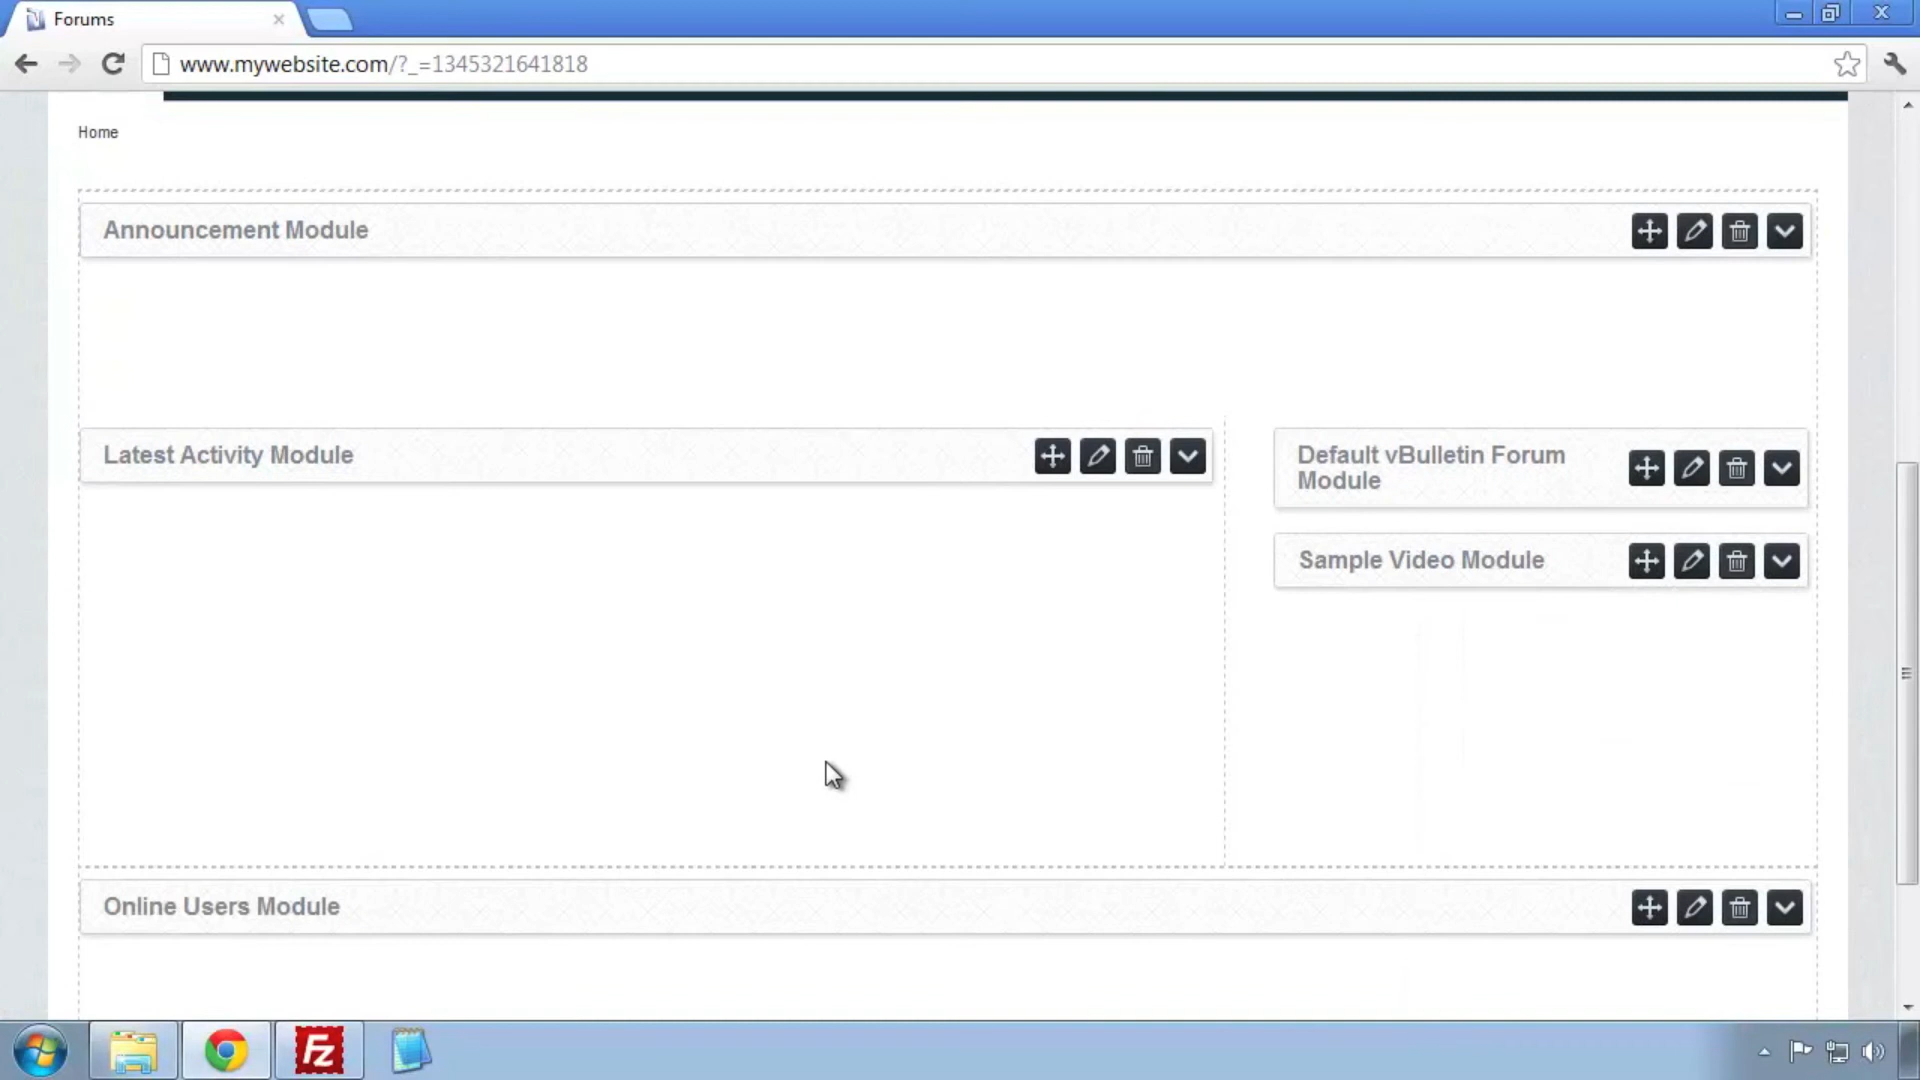 Forums
www.mywebsite.com/?_=1345321641818
Home
Announcement Module
Latest Activity Module
Default vBulletin Forum
Module
Sample Video Module
Online Users Module
Fz